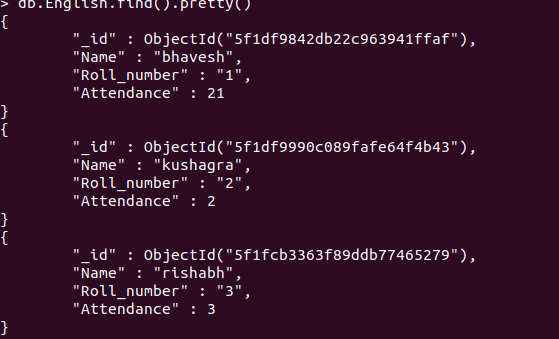 > db.English.find().pretty()
{
"_id" : ObjectId("5f1df9842db22c963941ffaf"),
"Name" : "bhavesh",
"Roll_number" : "1",
"Attendance" : 21
}
{
"_id" : ObjectId("5f1df9990c089fafe64f4b43"),
"Name" : "kushagra",
"Roll_number" : "2",
"Attendance" : 2
}
{
"_id" : ObjectId("5f1fcb3363f89ddb77465279"),
"Name" : "rishabh",
"Roll_number" : "3",
"Attendance" : 3
}